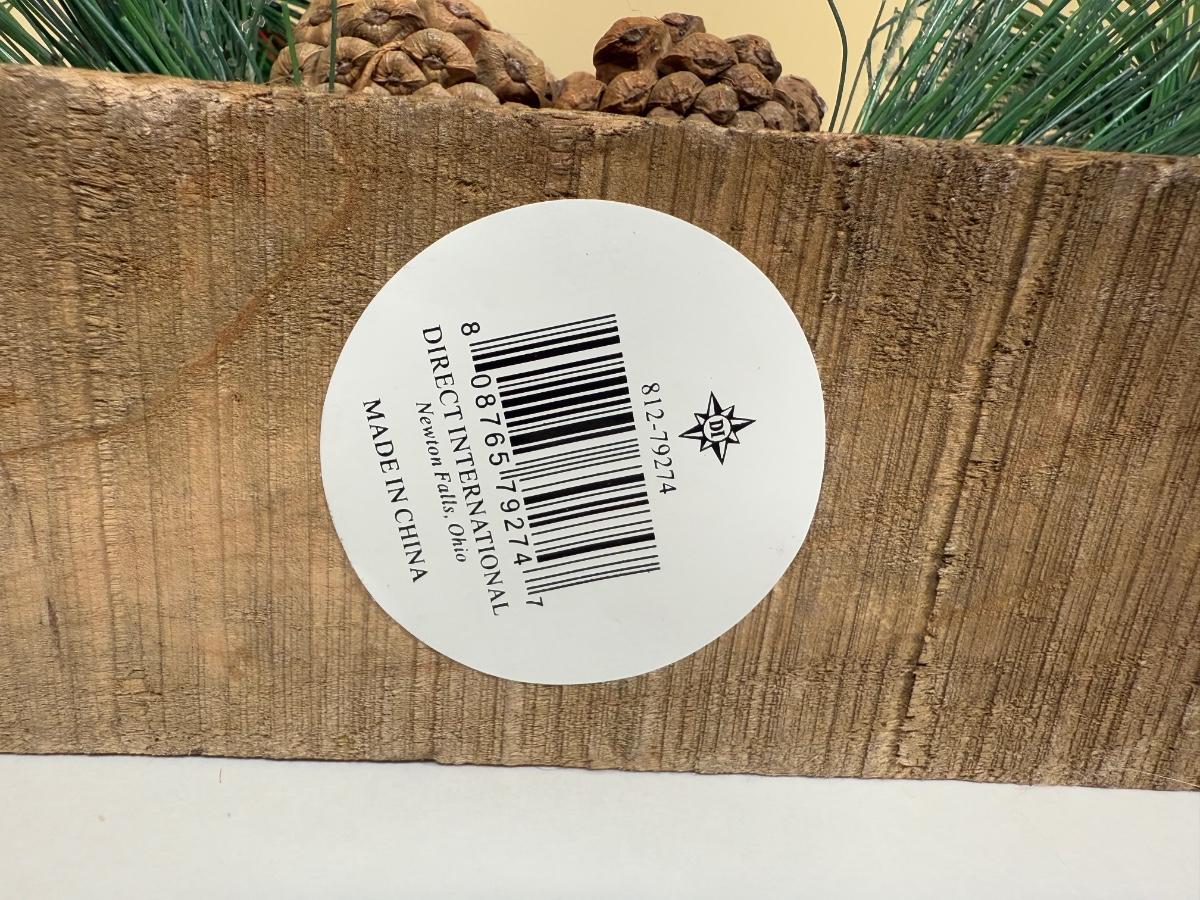 DI
812-79274
8 08765 79274 7
DIRECT INTERNATIONAL
Newton Falls, Ohio
MADE IN CHINA